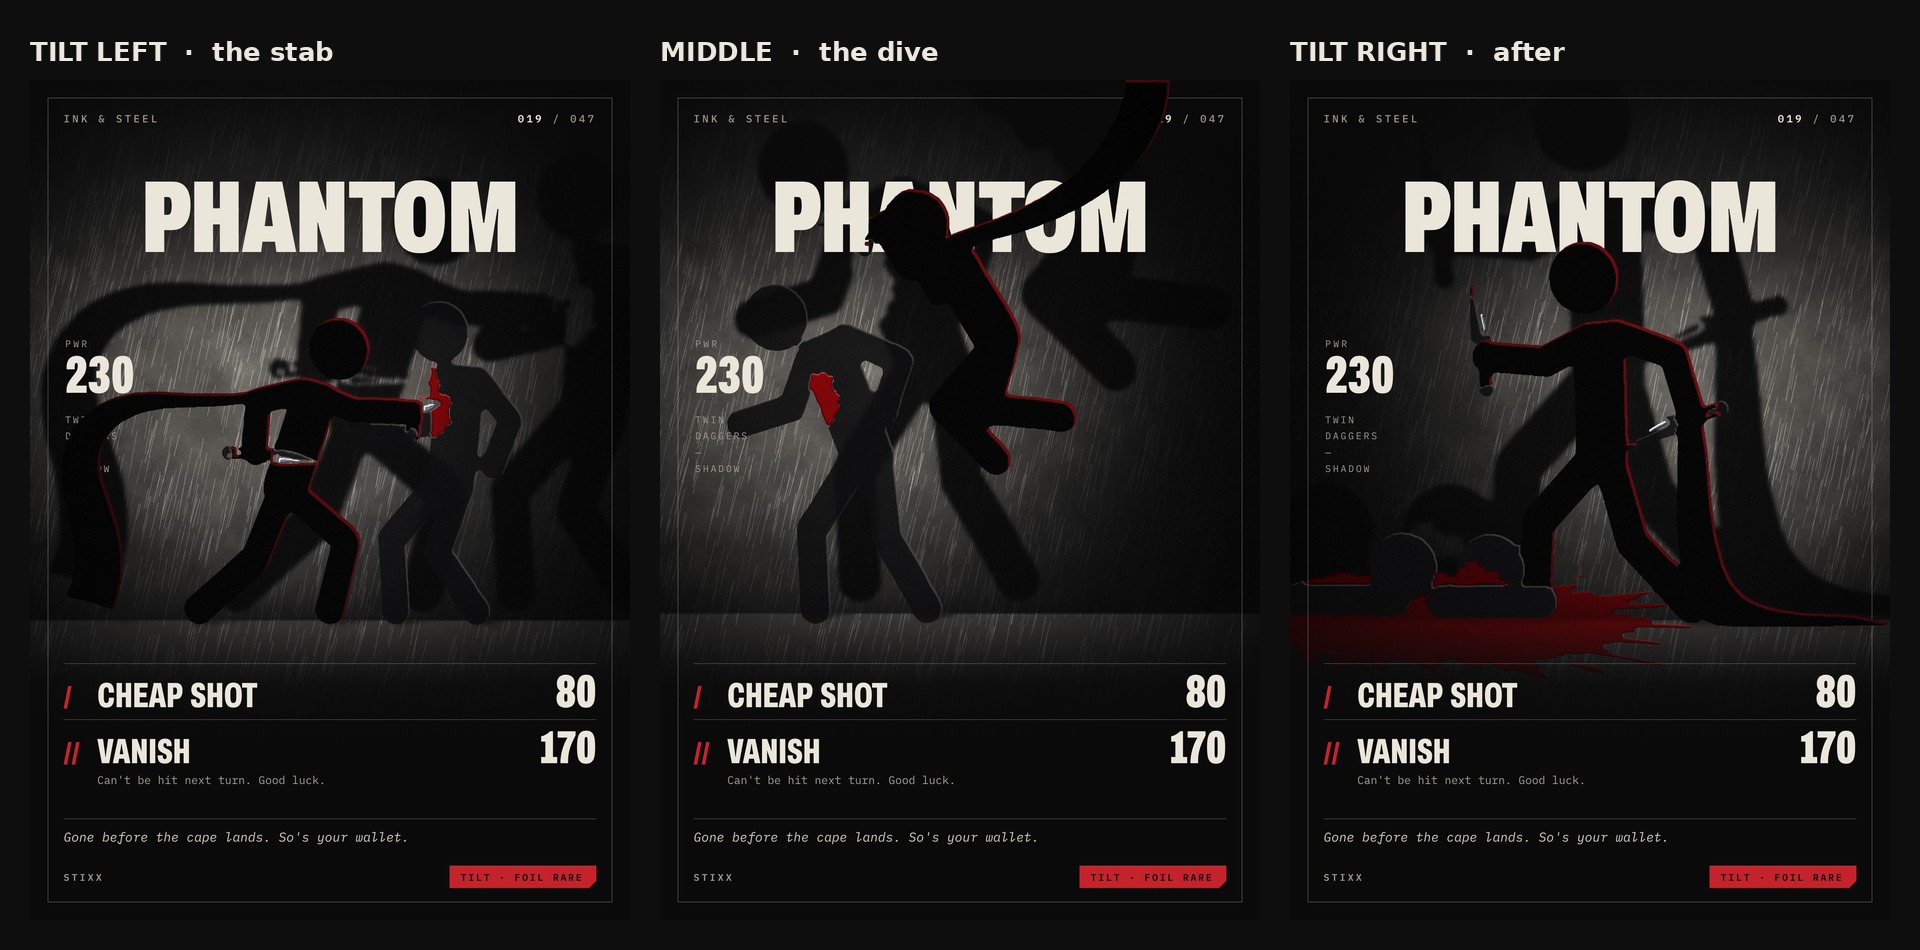 TILT LEFT · the stab
INK & STEEL 019 / 047
PHANTOM
PWR
230
/ CHEAP SHOT 80
// VANISH 170
Can't be hit next turn. Good luck.
Gone before the cape lands. So's your wallet.
STIXX TILT · FOIL RARE
MIDDLE · the dive
INK & STEEL 9 / 047
PHANTOM
PWR
230
TWIN
DAGGERS
—
SHADOW
/ CHEAP SHOT 80
// VANISH 170
Can't be hit next turn. Good luck.
Gone before the cape lands. So's your wallet.
STIXX TILT · FOIL RARE
TILT RIGHT · after
INK & STEEL 019 / 047
PHANTOM
PWR
230
TWIN
DAGGERS
—
SHADOW
/ CHEAP SHOT 80
// VANISH 170
Can't be hit next turn. Good luck.
Gone before the cape lands. So's your wallet.
STIXX TILT · FOIL RARE